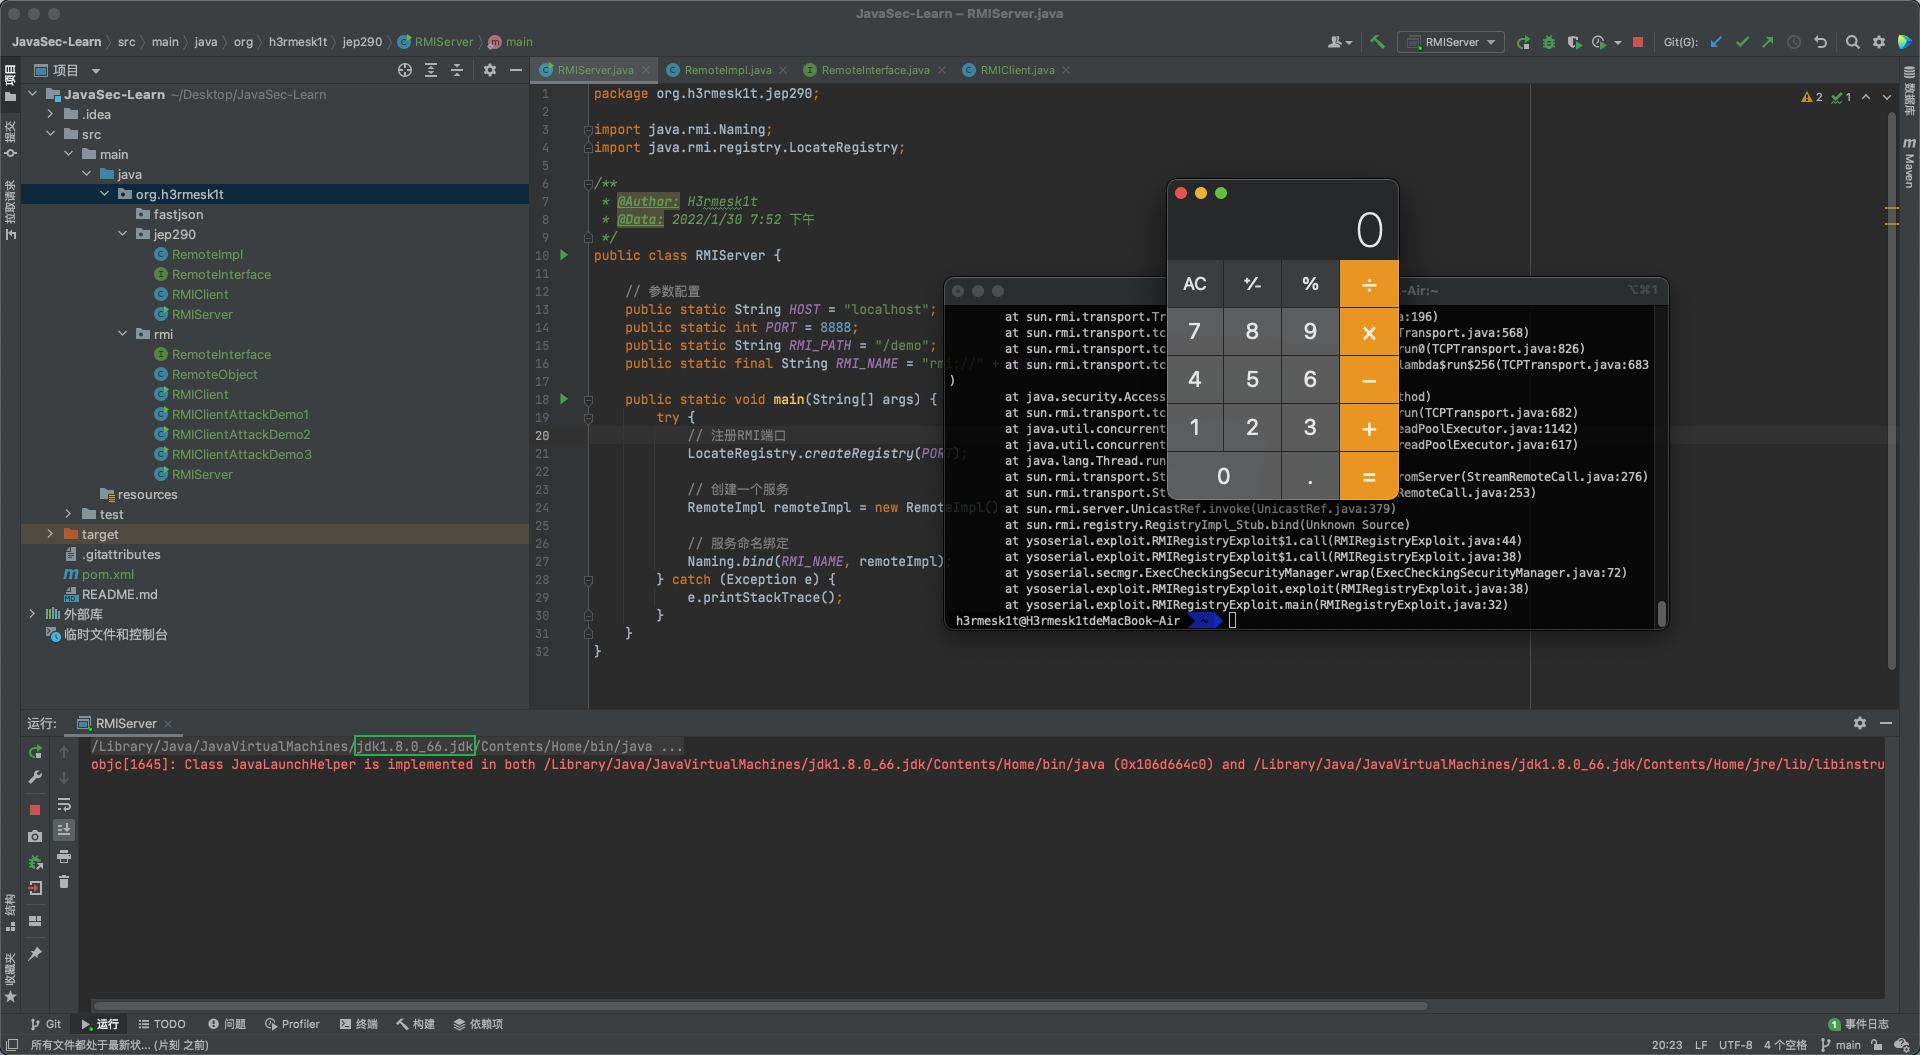 JavaSec-Learn – RMIServer.java
JavaSec-Learn 〉 src 〉 main 〉 java 〉 org 〉 h3rmesk1t 〉 jep290 〉 RMIServer 〉 main
RMIServer
Git(G):
项目
RMIServer.java
RemoteImpl.java
RemoteInterface.java
RMIClient.java
项目
提交
拉取请求
结构
收藏夹
数据库
Maven
JavaSec-Learn ~/Desktop/JavaSec-Learn
.idea
src
main
java
org.h3rmesk1t
fastjson
jep290
RemoteImpl
RemoteInterface
RMIClient
RMIServer
rmi
RemoteInterface
RemoteObject
RMIClient
RMIClientAttackDemo1
RMIClientAttackDemo2
RMIClientAttackDemo3
RMIServer
resources
test
target
.gitattributes
pom.xml
README.md
外部库
临时文件和控制台
2 1
1 package org.h3rmesk1t.jep290;
2
3 import java.rmi.Naming;
4 import java.rmi.registry.LocateRegistry;
5
6 /**
7 * @Author: H3rmesk1t
8 * @Data: 2022/1/30 7:52 下午
9 */
10 public class RMIServer {
11
12 // 参数配置
13 public static String HOST = "localhost";
14 public static int PORT = 8888;
15 public static String RMI_PATH = "/demo";
16 public static final String RMI_NAME = "rmi://" +
17
18 public static void main(String[] args) {
19 try {
20 // 注册RMI端口
21 LocateRegistry.createRegistry(PORT);
22
23 // 创建一个服务
24 RemoteImpl remoteImpl = new RemoteImpl();
25
26 // 服务命名绑定
27 Naming.bind(RMI_NAME, remoteImpl);
28 } catch (Exception e) {
29 e.printStackTrace();
30 }
31 }
32 }
0
AC +⁄- % ÷
7 8 9 ×
4 5 6 −
1 2 3 +
0 . =
-Air:~ ⌥⌘1
at sun.rmi.transport.Tr a:196)
at sun.rmi.transport.tc Transport.java:568)
at sun.rmi.transport.tc run0(TCPTransport.java:826)
at sun.rmi.transport.tc lambda$run$256(TCPTransport.java:683
)
at java.security.Access thod)
at sun.rmi.transport.tc run(TCPTransport.java:682)
at java.util.concurrent eadPoolExecutor.java:1142)
at java.util.concurrent readPoolExecutor.java:617)
at java.lang.Thread.run
at sun.rmi.transport.St romServer(StreamRemoteCall.java:276)
at sun.rmi.transport.St RemoteCall.java:253)
at sun.rmi.server.UnicastRef.invoke(UnicastRef.java:379)
at sun.rmi.registry.RegistryImpl_Stub.bind(Unknown Source)
at ysoserial.exploit.RMIRegistryExploit$1.call(RMIRegistryExploit.java:44)
at ysoserial.exploit.RMIRegistryExploit$1.call(RMIRegistryExploit.java:38)
at ysoserial.secmgr.ExecCheckingSecurityManager.wrap(ExecCheckingSecurityManager.java:72)
at ysoserial.exploit.RMIRegistryExploit.exploit(RMIRegistryExploit.java:38)
at ysoserial.exploit.RMIRegistryExploit.main(RMIRegistryExploit.java:32)
h3rmesk1t@H3rmesk1tdeMacBook-Air ~
运行: RMIServer
/Library/Java/JavaVirtualMachines/jdk1.8.0_66.jdk/Contents/Home/bin/java ...
objc[1645]: Class JavaLaunchHelper is implemented in both /Library/Java/JavaVirtualMachines/jdk1.8.0_66.jdk/Contents/Home/bin/java (0x106d664c0) and /Library/Java/JavaVirtualMachines/jdk1.8.0_66.jdk/Contents/Home/jre/lib/libinstru
Git 运行 TODO 问题 Profiler 终端 构建 依赖项 1 事件日志
所有文件都处于最新状... (片刻 之前) 20:23 LF UTF-8 4 个空格 main